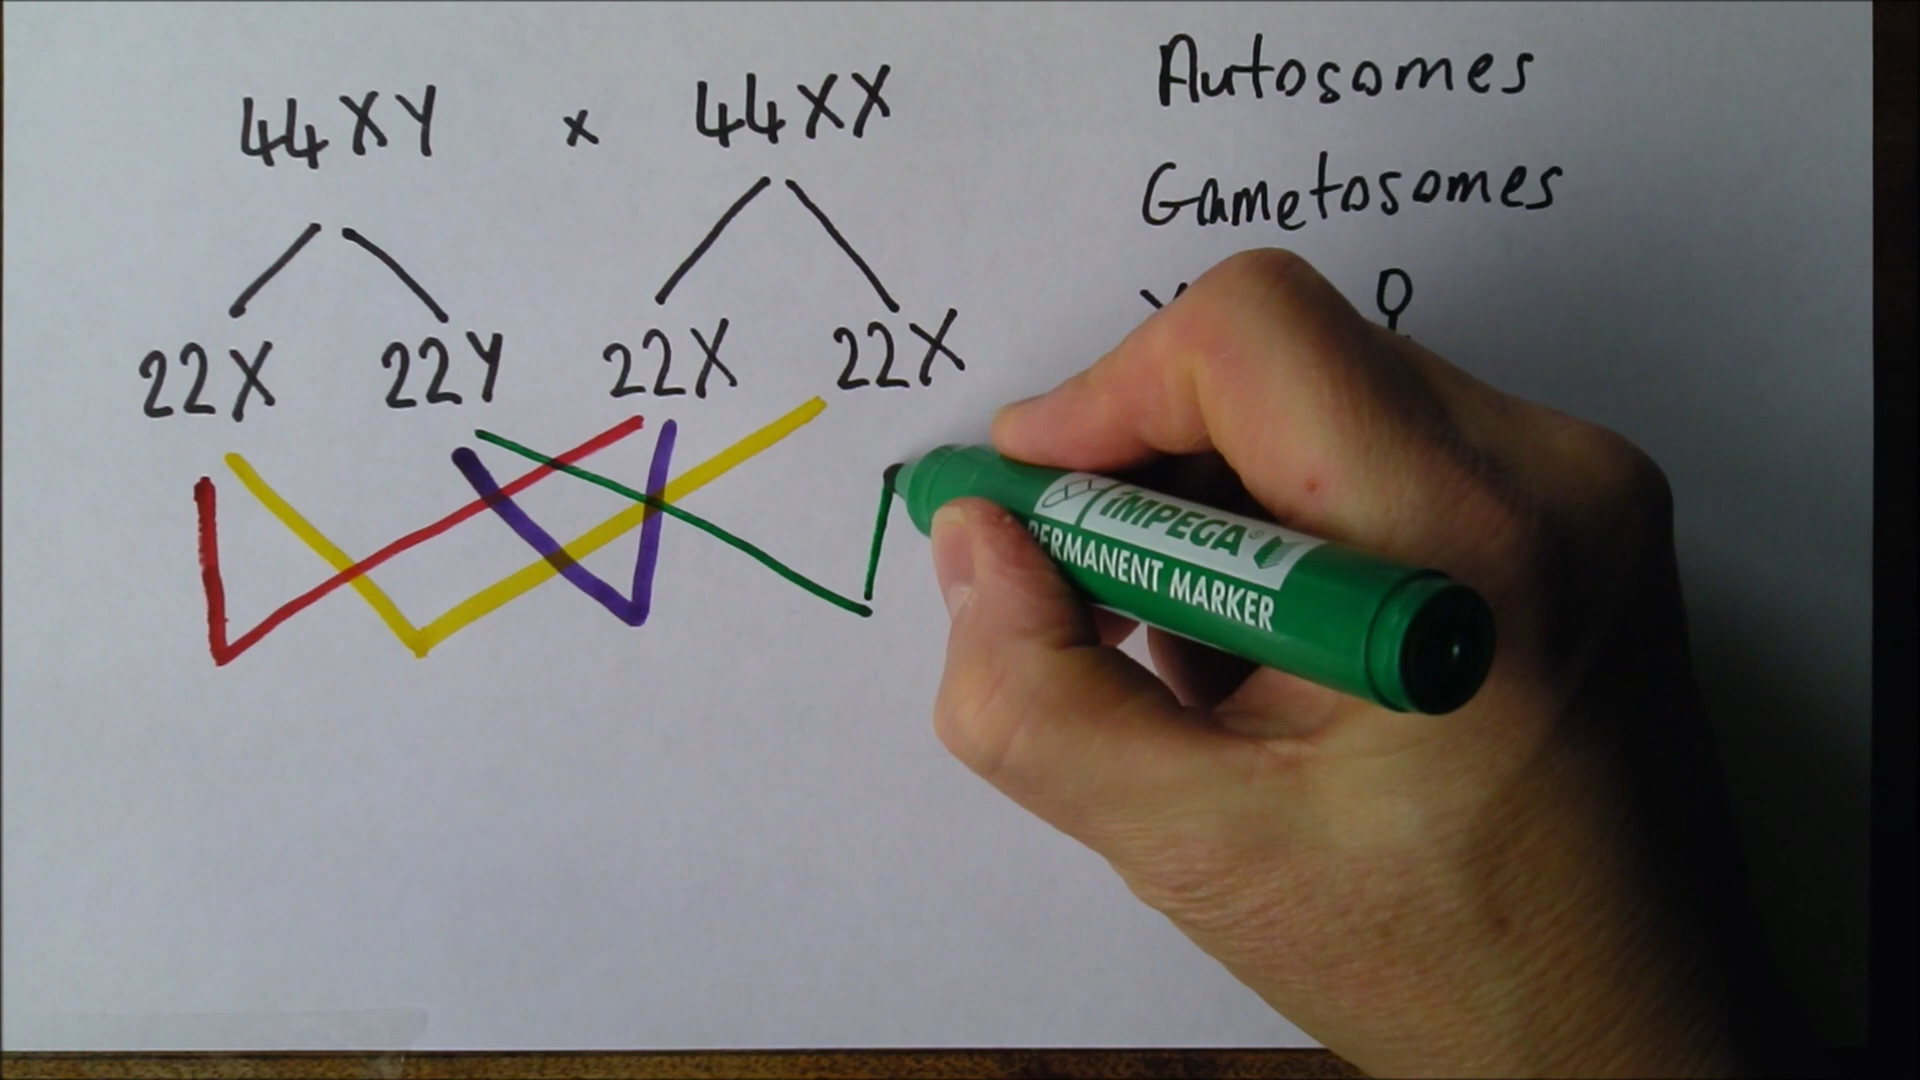 44XY x 44XX
22X 22Y 22X 22X
Autosomes
Gametosomes
♀
iMPEGA®
PERMANENT MARKER